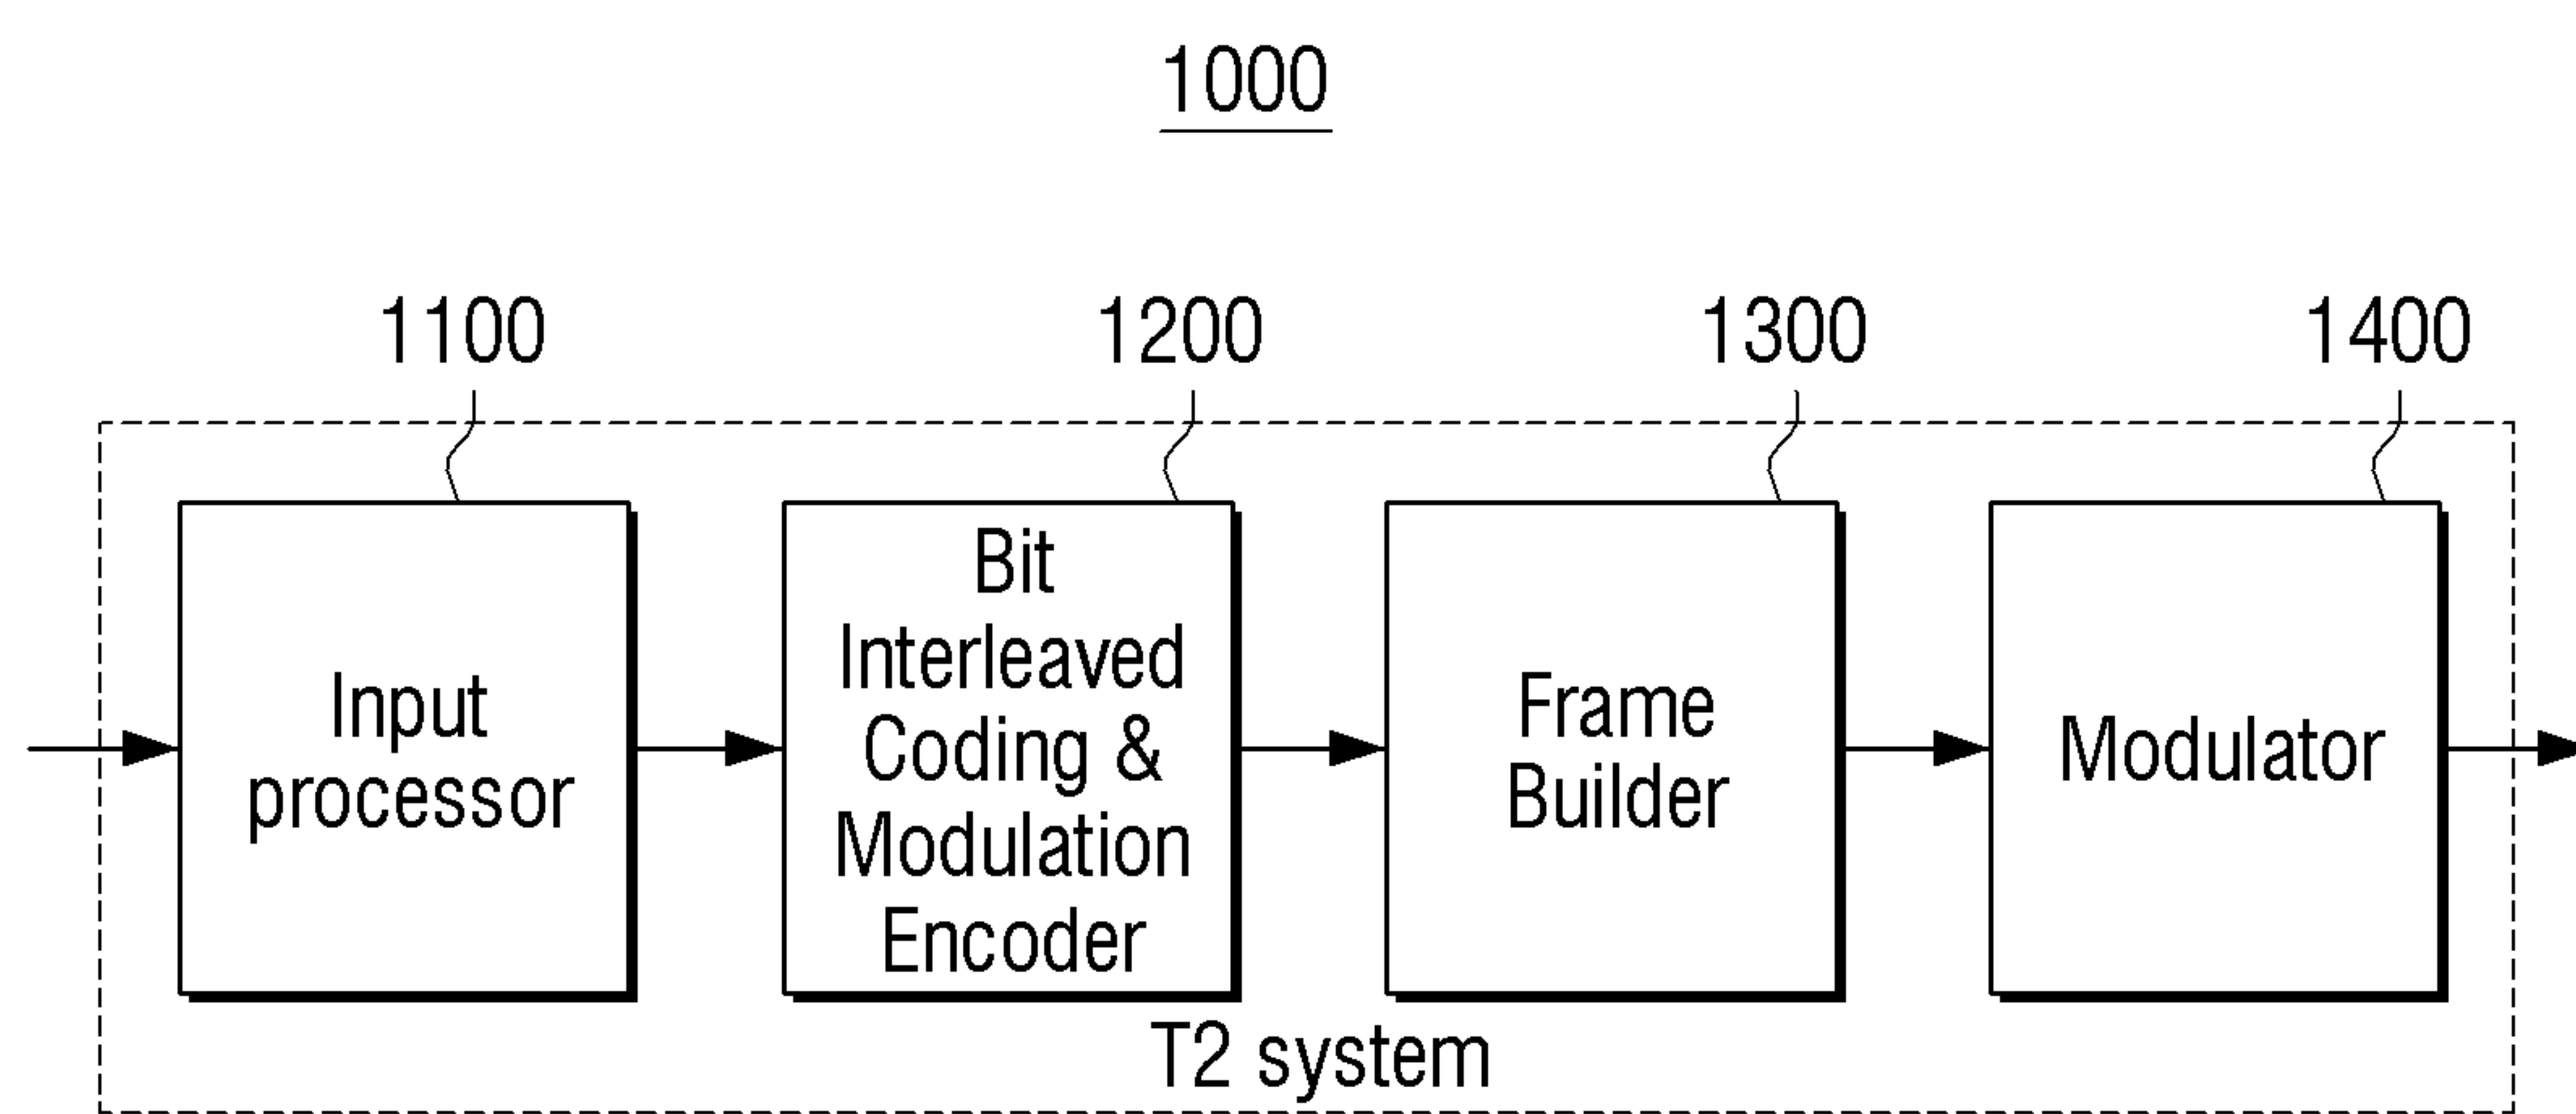 1000
1100
1200
1300
1400
Input
processor
Bit
Interleaved
Coding &
Modulation
Encoder
Frame
Builder
Modulator
T2 system